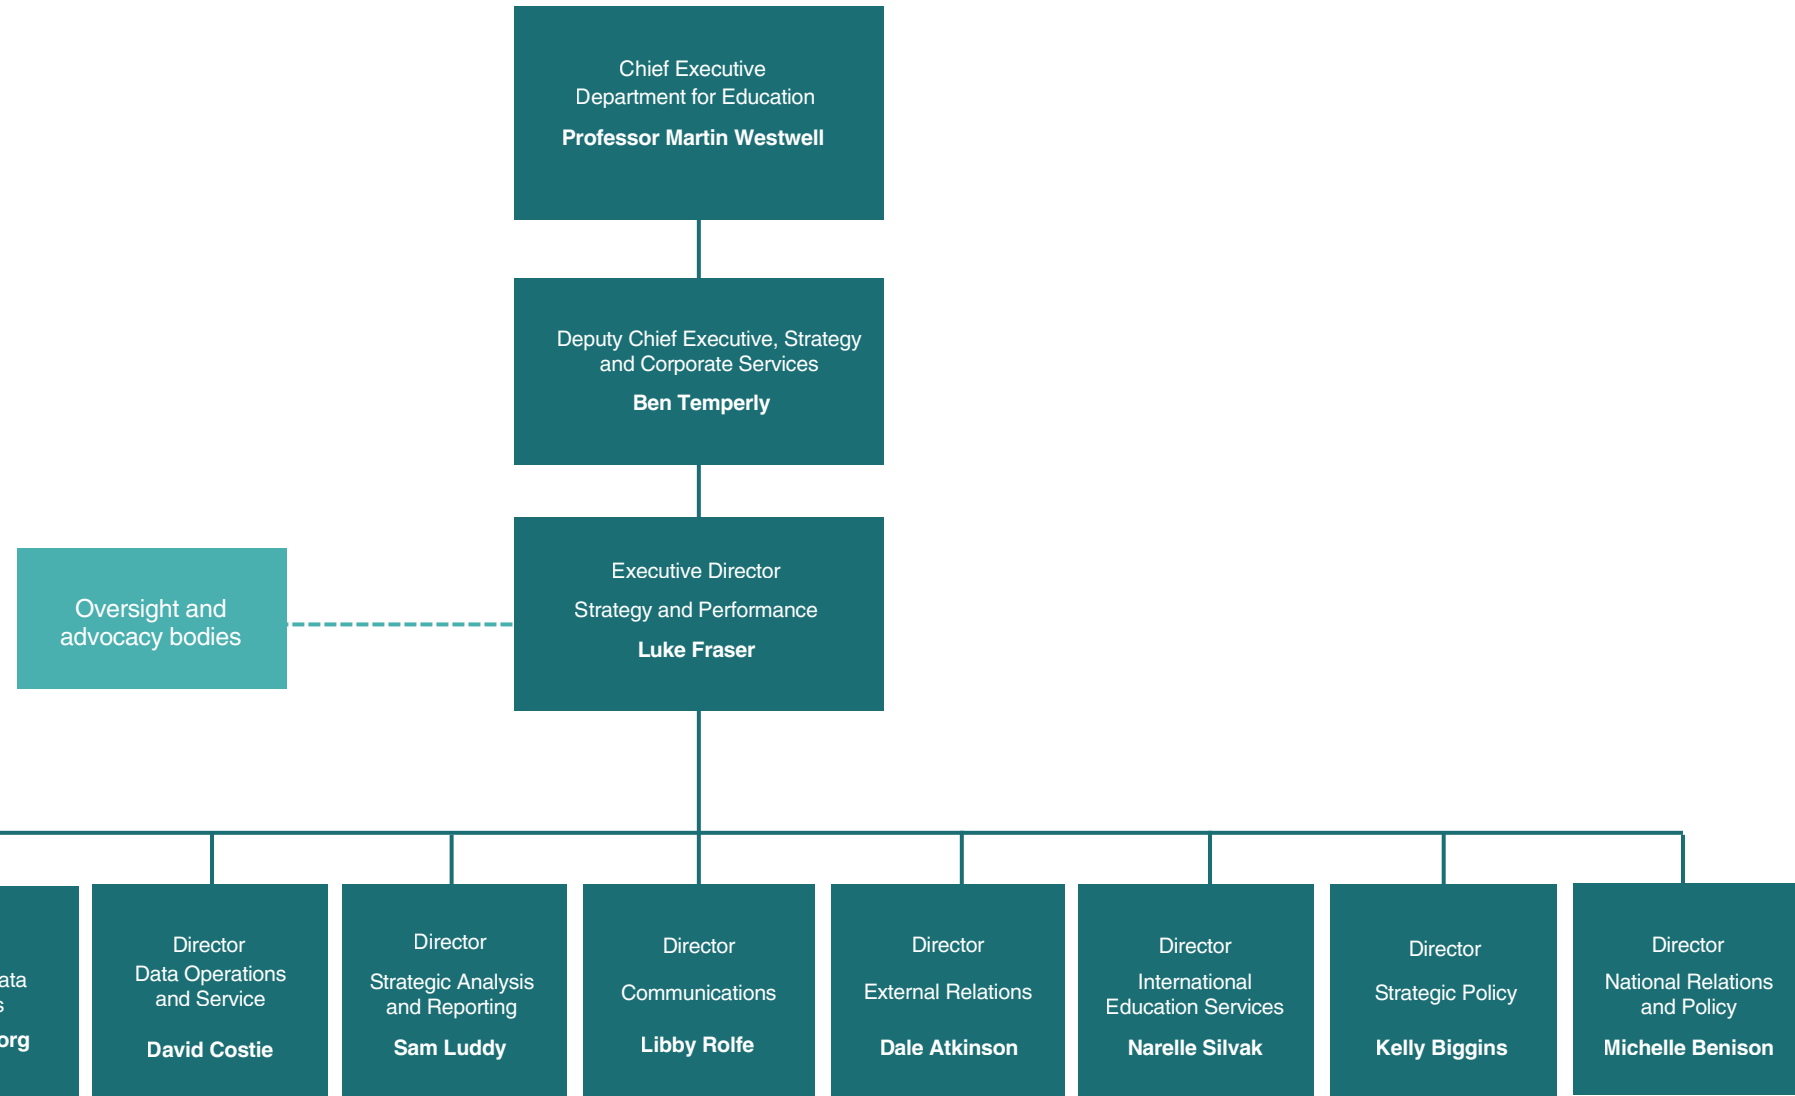 Chief Executive
Department for Education
Professor Martin Westwell
Deputy Chief Executive, Strategy
and Corporate Services
Ben Temperly
Executive Director
Strategy and Performance
Luke Fraser
Oversight and
advocacy bodies
Director
Data Operations
and Service
David Costie
Director
Strategic Analysis
and Reporting
Sam Luddy
Director
Communications
Libby Rolfe
Director
External Relations
Dale Atkinson
Director
International
Education Services
Narelle Silvak
Director
Strategic Policy
Kelly Biggins
Director
National Relations
and Policy
Michelle Benison